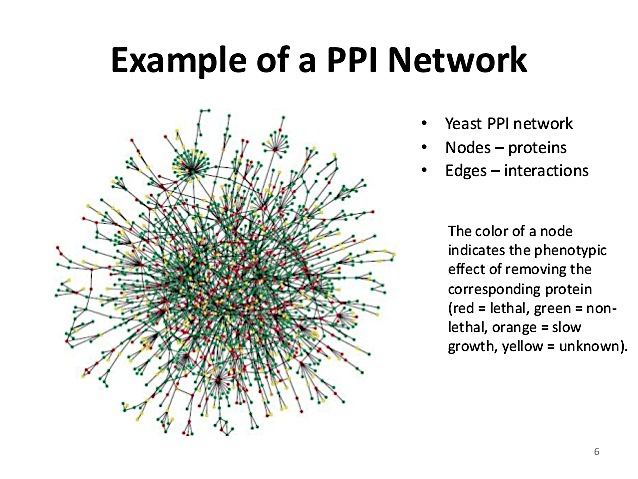 Example of a PPI Network
• Yeast PPI network
• Nodes – proteins
• Edges – interactions
The color of a node
indicates the phenotypic
effect of removing the
corresponding protein
(red = lethal, green = non-
lethal, orange = slow
growth, yellow = unknown).
6